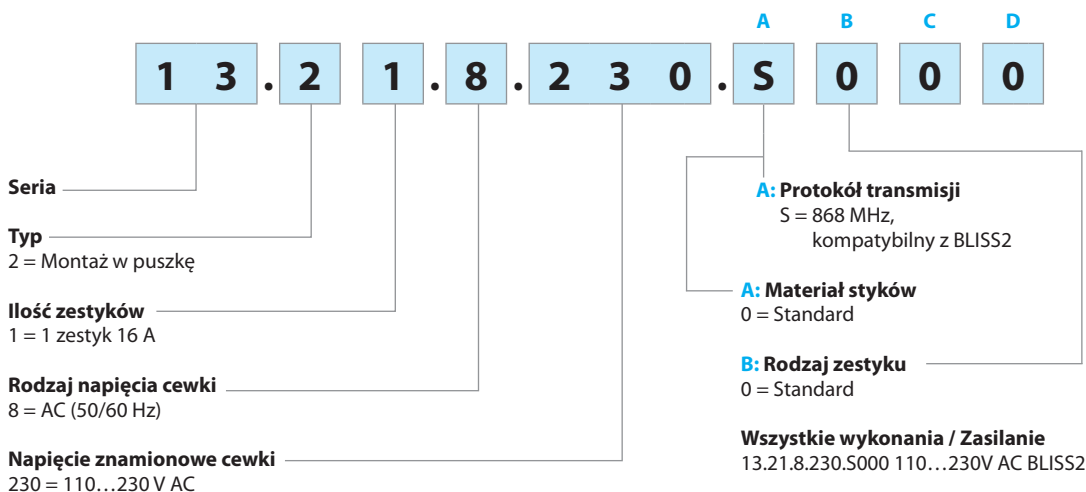 A B C D
1 3 . 2 1 . 8 . 2 3 0 . S 0 0 0
Seria
Typ
2 = Montaż w puszkę
Ilość zestyków
1 = 1 zestyk 16 A
Rodzaj napięcia cewki
8 = AC (50/60 Hz)
Napięcie znamionowe cewki
230 = 110…230 V AC
A: Protokół transmisji
S = 868 MHz,
kompatybilny z BLISS2
A: Materiał styków
0 = Standard
B: Rodzaj zestyku
0 = Standard
Wszystkie wykonania / Zasilanie
13.21.8.230.S000 110…230V AC BLISS2